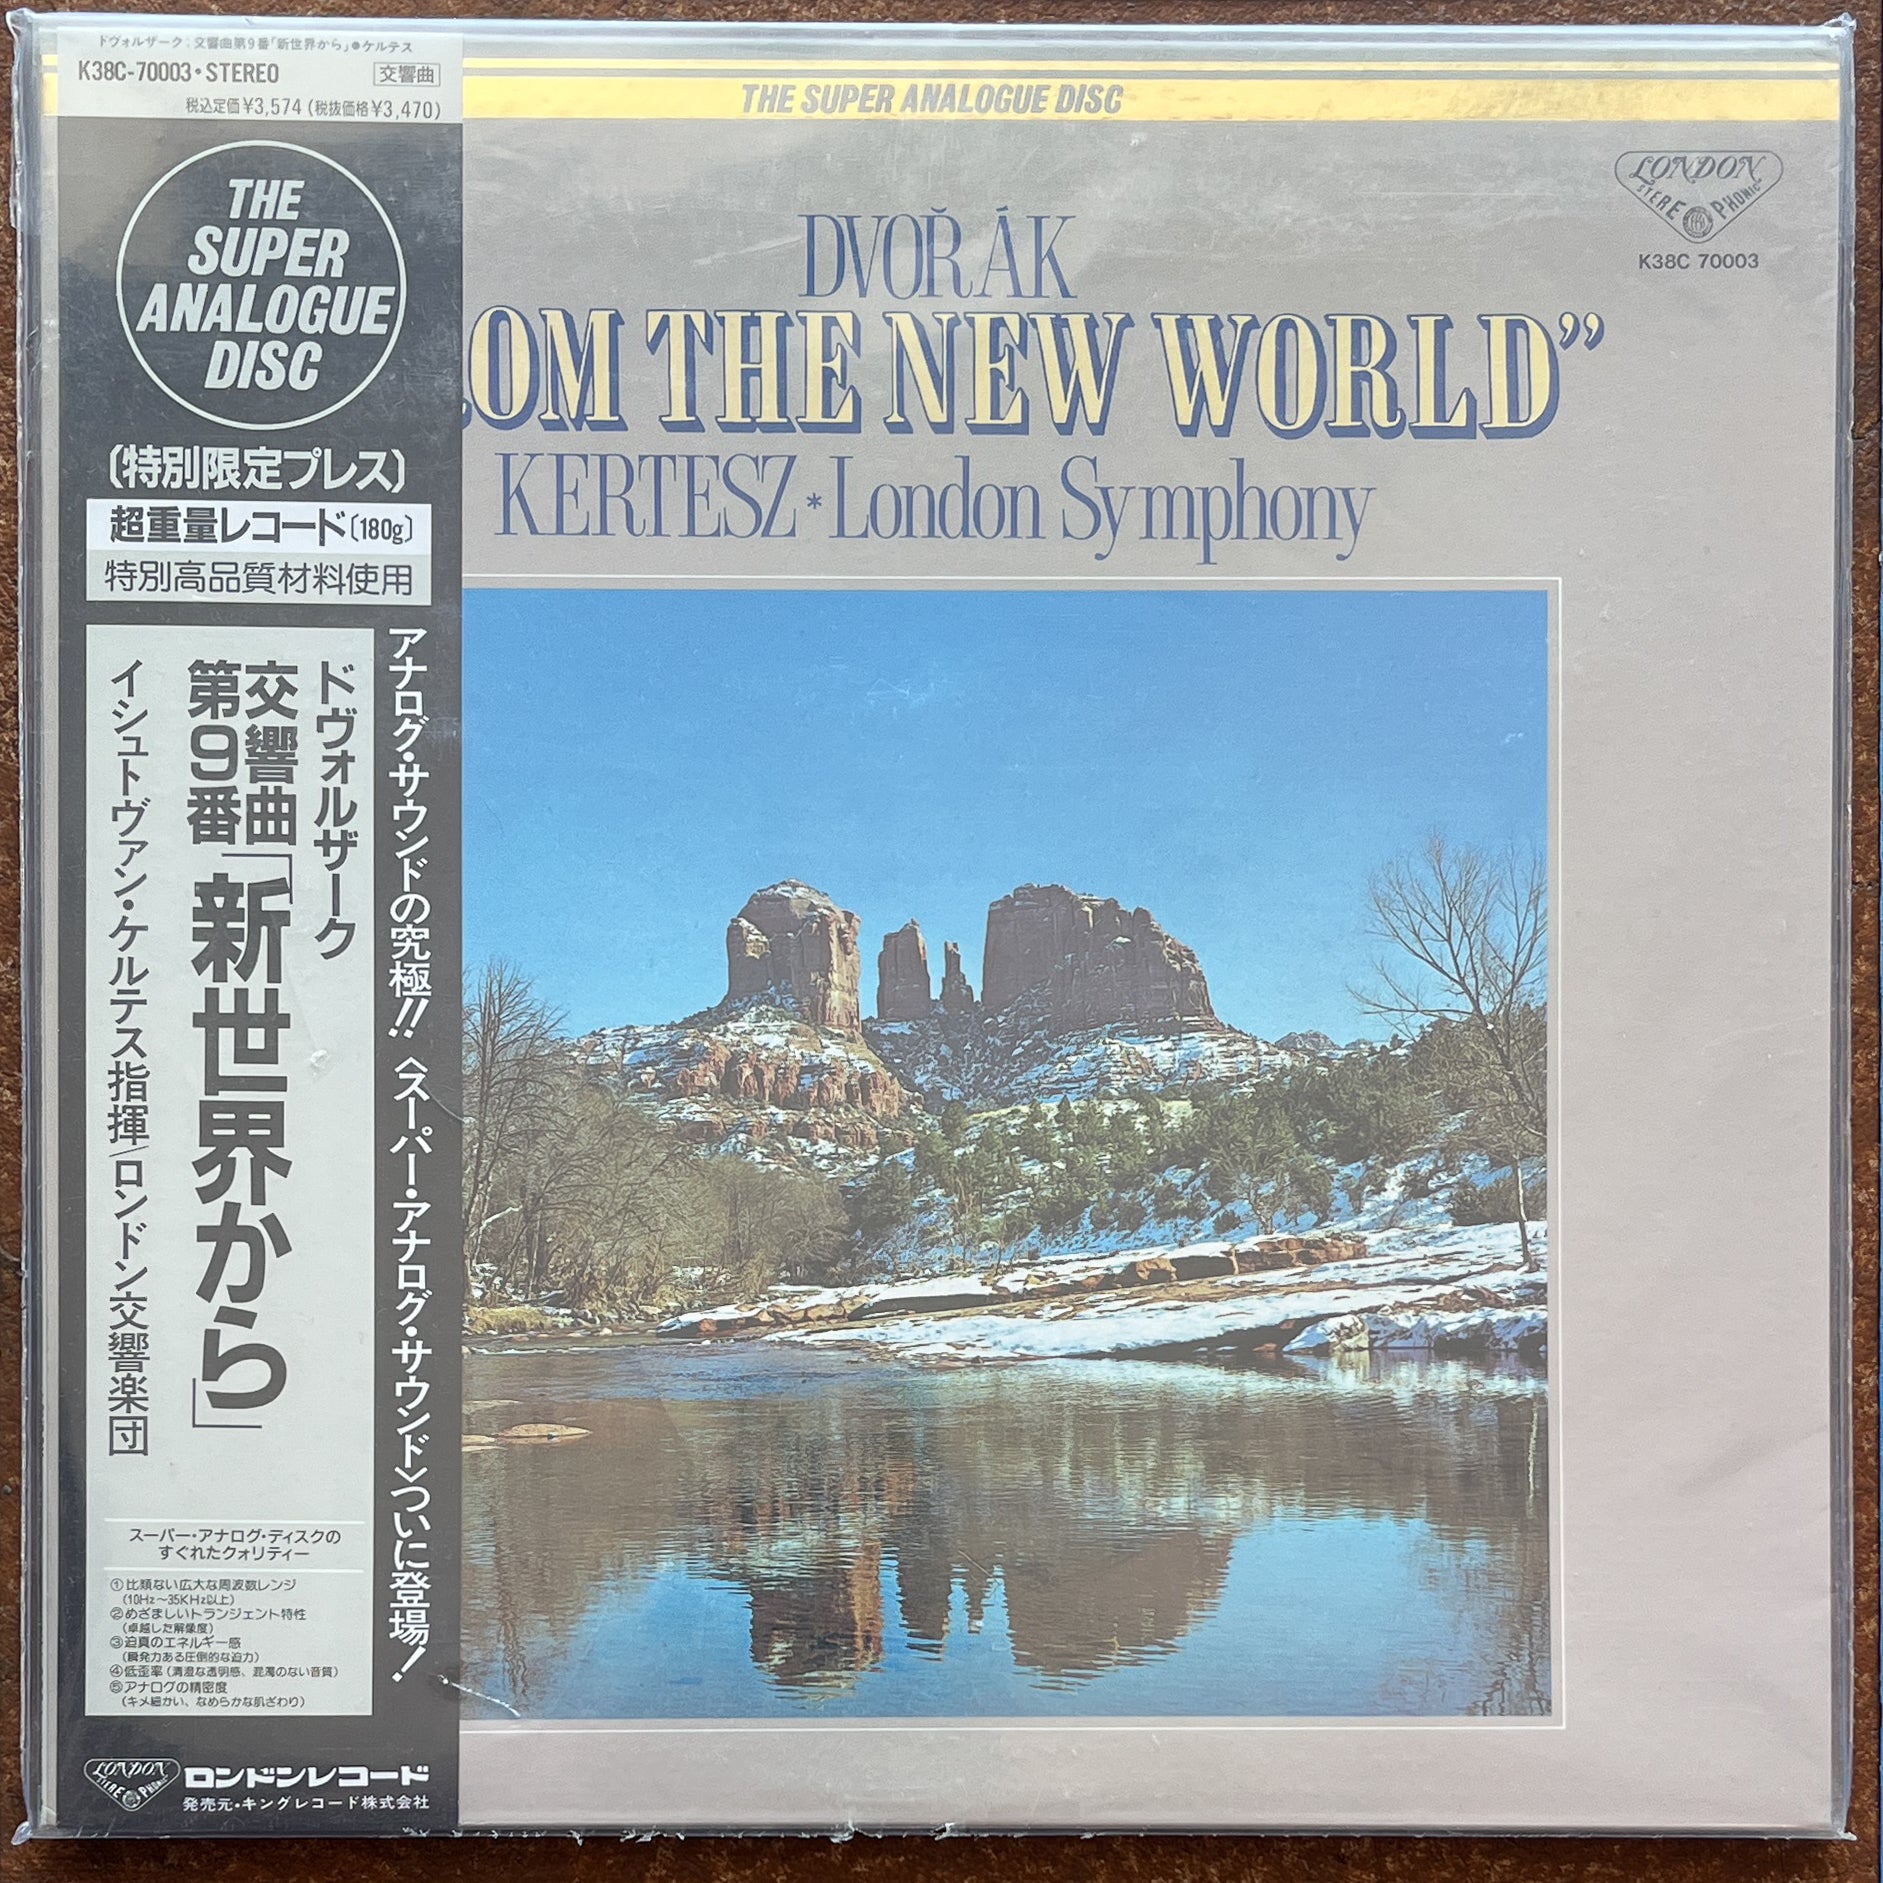 ドヴォルザーク:交響曲第9番「新世界から」●ケルテス
K38C-70003・STEREO
交響曲
税込定価¥3,574(税抜価格¥3,470)
THE
SUPER
ANALOGUE
DISC
〔特別限定プレス〕
超重量レコード〔180g〕
特別高品質材料使用
アナログ・サウンドの究極!!〈スーパー・アナログ・サウンド〉ついに登場!
ドヴォルザーク
交響曲
第9番
「新世界から」
イシュトヴァン・ケルテス指揮/ロンドン交響楽団
スーパー・アナログ・ディスクの
すぐれたクォリティー
①比類ない広大な周波数レンジ
(10Hz〜35KHz以上)
②めざましいトランジェント特性
(卓越した解像度)
③迫真のエネルギー感
(瞬発力ある圧倒的な迫力)
④低歪率(清澄な透明感、混濁のない音質)
⑤アナログの精密度
(キメ細かい、なめらかな肌ざわり)
LONDON
STEREOPHONIC
ロンドンレコード
発売元・キングレコード株式会社
THE SUPER ANALOGUE DISC
LONDON
STEREOPHONIC
K38C 70003
DVOŘÁK
OM THE NEW WORLD”
KERTESZ * London Symphony